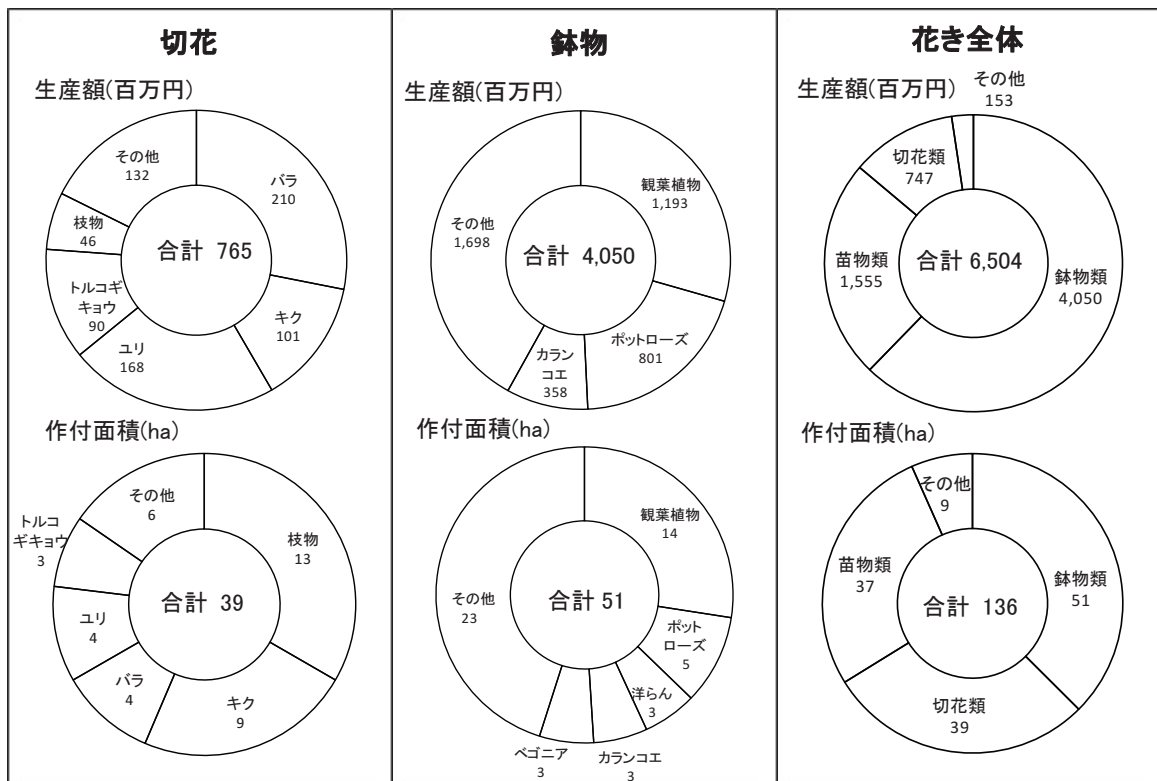 切花
生産額(百万円)
その他
132
バラ
210
枝物
46
合計 765
トルコギ
キョウ
90
キク
101
ユリ
168
作付面積(ha)
その他
6
トルコ
ギキョウ
3
枝物
13
合計 39
ユリ
4
バラ
4
キク
9
鉢物
生産額(百万円)
観葉植物
1,193
その他
1,698
合計 4,050
ポットローズ
801
カラン
コエ
358
作付面積(ha)
観葉植物
14
その他
23
合計 51
ポット
ローズ
5
洋らん
3
ベゴニア
3
カランコエ
3
花き全体
生産額(百万円)
その他
153
切花類
747
苗物類
1,555
合計 6,504
鉢物類
4,050
作付面積(ha)
その他
9
苗物類
37
鉢物類
51
合計 136
切花類
39